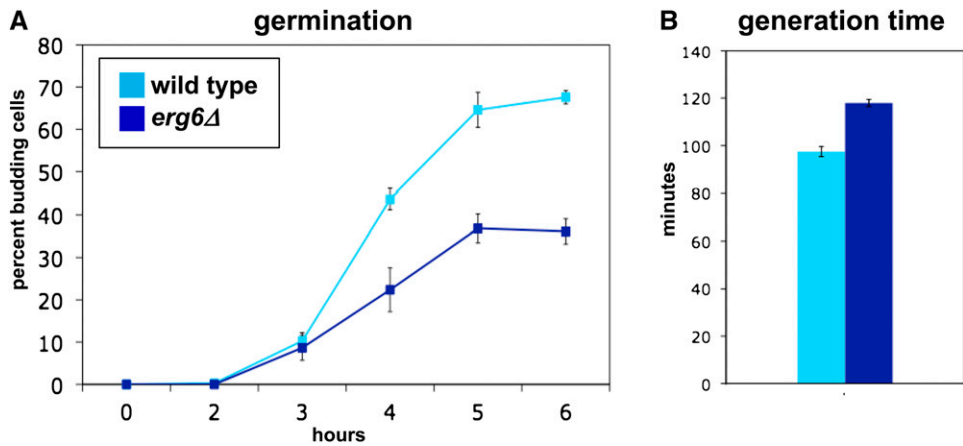 A
germination
80
70
60
50
40
30
20
10
0
percent budding cells
wild type
erg6Δ
0 2 3 4 5 6
hours
B
generation time
140
120
100
80
60
40
20
0
minutes